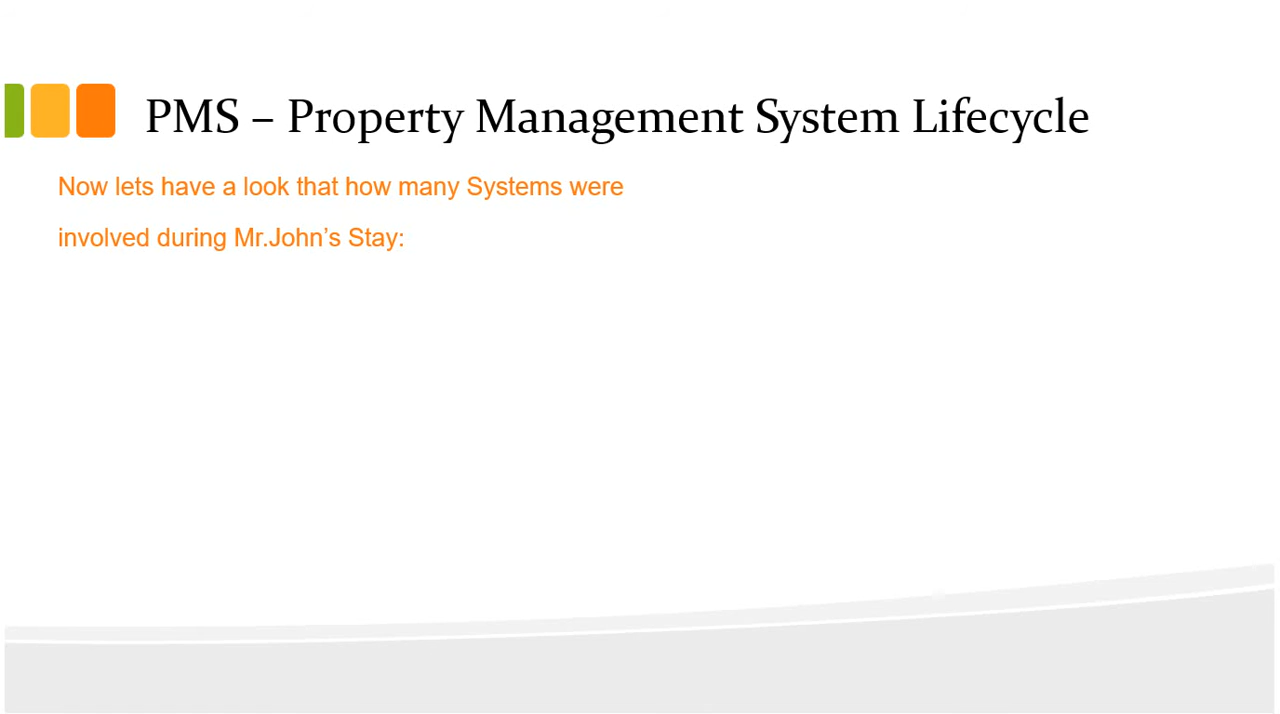 PMS – Property Management System Lifecycle
Now lets have a look that how many Systems were
involved during Mr.John’s Stay: